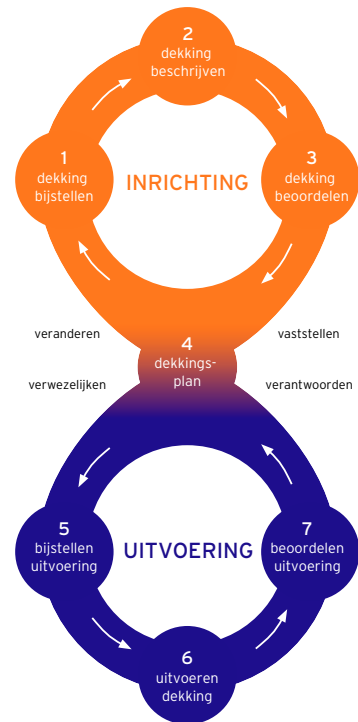 2
dekking
beschrijven
1
dekking
bijstellen
INRICHTING
3
dekking
beoordelen
veranderen
vaststellen
4
dekkings-
plan
verwezelijken
verantwoorden
5
bijstellen
uitvoering
UITVOERING
7
beoordelen
uitvoering
6
uitvoeren
dekking